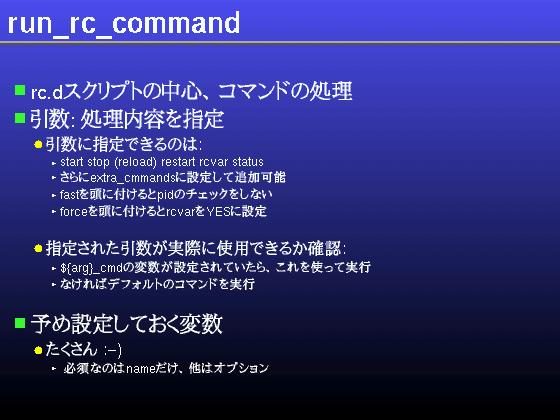 run_rc_command
rc.dスクリプトの中心、コマンドの処理
引数: 処理内容を指定
引数に指定できるのは:
start stop (reload) restart rcvar status
さらにextra_cmmandsに設定して追加可能
fastを頭に付けるとpidのチェックをしない
forceを頭に付けるとrcvarをYESに設定
指定された引数が実際に使用できるか確認:
${arg}_cmdの変数が設定されていたら、これを使って実行
なければデフォルトのコマンドを実行
予め設定しておく変数
たくさん :-)
必須なのはnameだけ、他はオプション